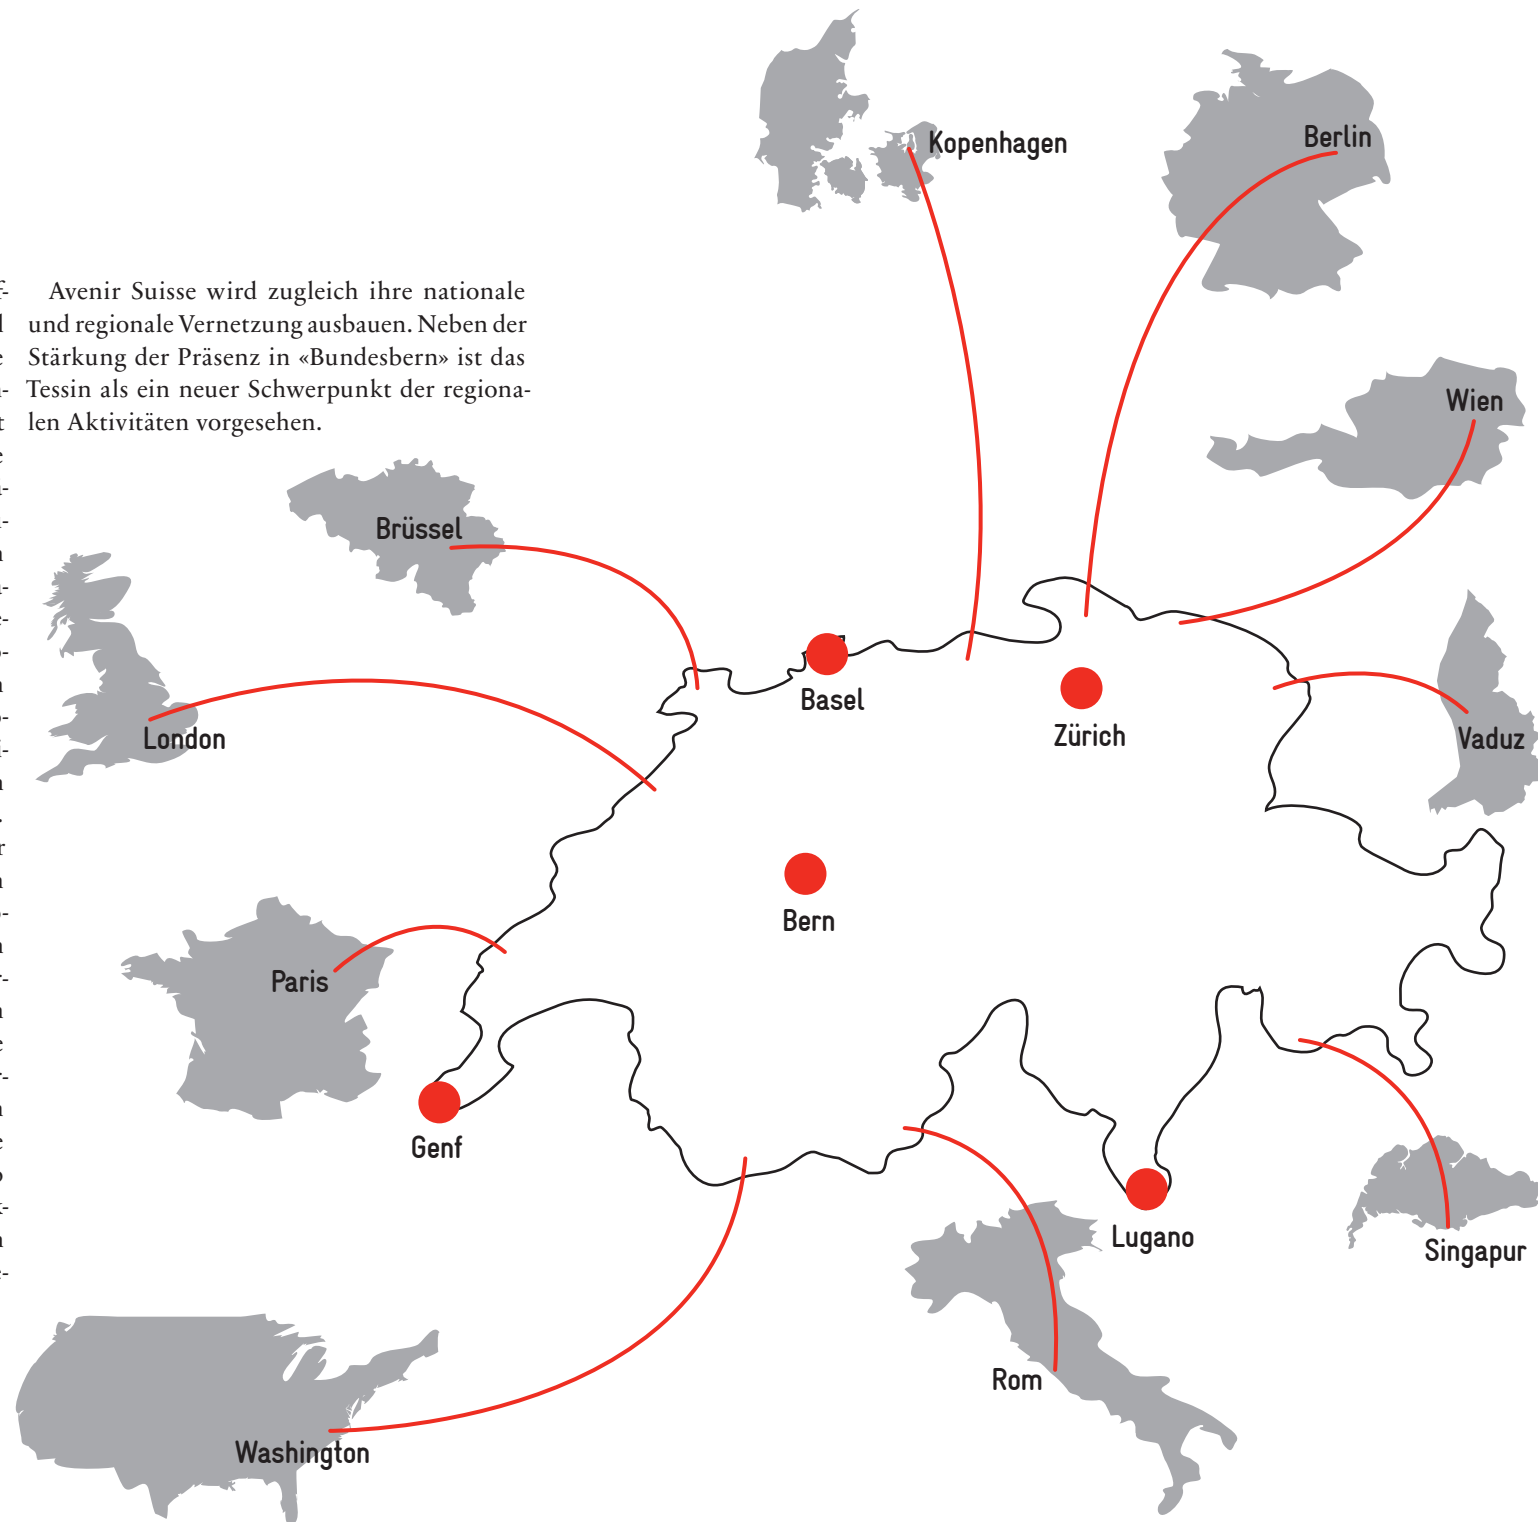 Kopenhagen
Berlin
Avenir Suisse wird zugleich ihre nationale
und regionale Vernetzung ausbauen. Neben der
Stärkung der Präsenz in «Bundesbern» ist das
Tessin als ein neuer Schwerpunkt der regiona-
len Aktivitäten vorgesehen.
Wien
Brüssel
London
Basel
Zürich
Vaduz
Bern
Paris
Genf
Lugano
Singapur
Rom
Washington